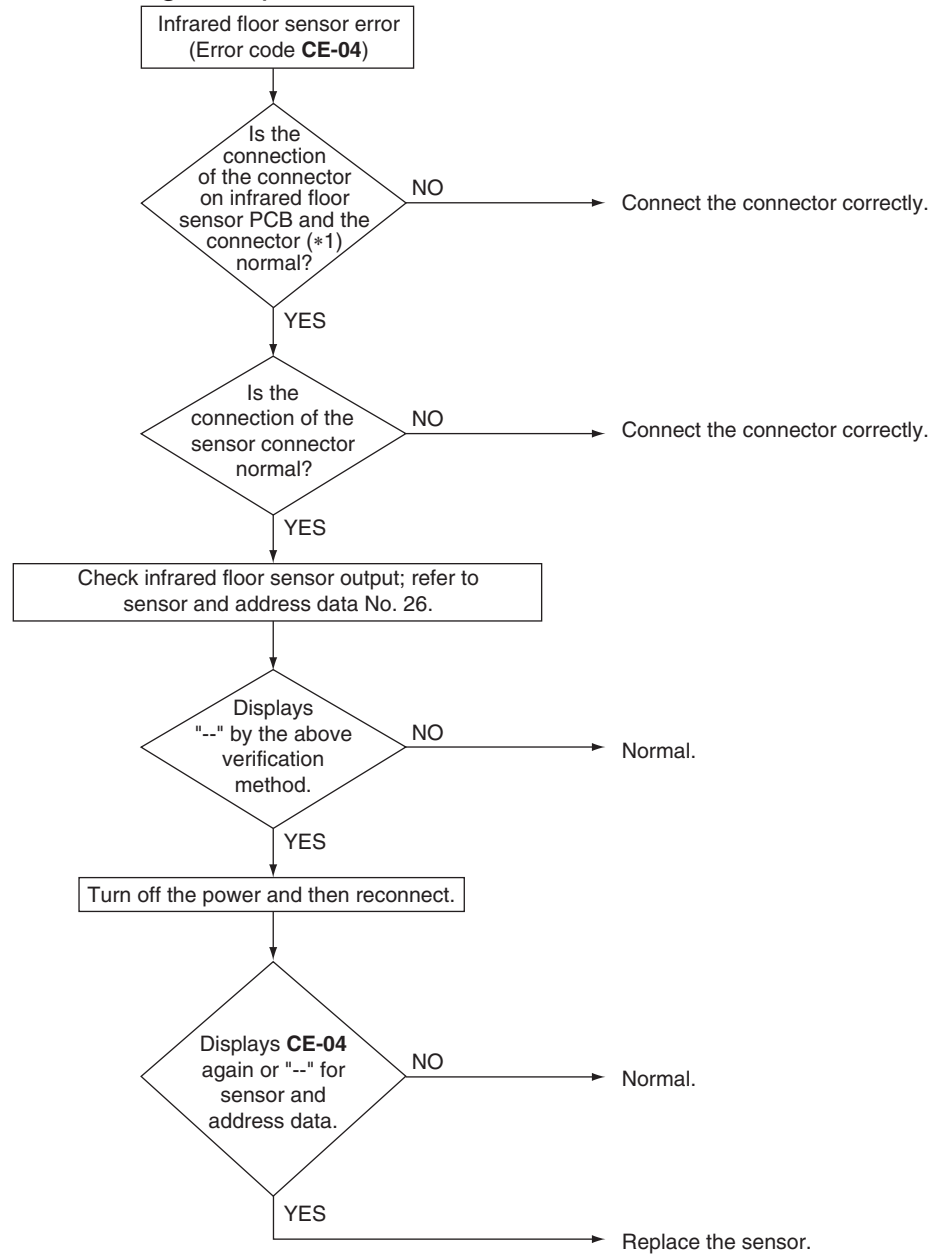 Infrared floor sensor error
(Error code CE-04)
Is the
connection
of the connector
on infrared floor
sensor PCB and the
connector (*1)
normal?
NO
Connect the connector correctly.
YES
Is the
connection of the
sensor connector
normal?
NO
Connect the connector correctly.
YES
Check infrared floor sensor output; refer to
sensor and address data No. 26.
Displays
"--" by the above
verification
method.
NO
Normal.
YES
Turn off the power and then reconnect.
Displays CE-04
again or "--" for
sensor and
address data.
NO
Normal.
YES
Replace the sensor.